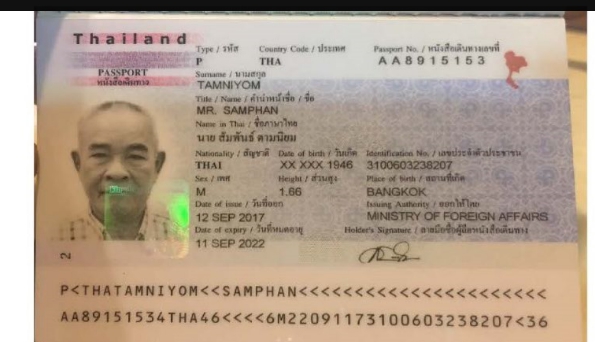 Thailand
Type / รหัส Country Code / ประเทศ Passport No. / หนังสือเดินทางเลขที่
P THA AA8915153
PASSPORT
หนังสือเดินทาง
Surname / นามสกุล
TAMNIYOM
Title / Name / คำนำหน้าชื่อ / ชื่อ
MR. SAMPHAN
Name in Thai / ชื่อภาษาไทย
นาย สัมพันธ์ ตามนิยม
Nationality / สัญชาติ Date of birth / วันเกิด Identification No. / เลขประจำตัวประชาชน
THAI XX XXX 1946 3100603238207
Sex / เพศ Height / ส่วนสูง Place of birth / สถานที่เกิด
M 1.66 BANGKOK
Date of issue / วันที่ออก Issuing Authority / ออกให้โดย
12 SEP 2017 MINISTRY OF FOREIGN AFFAIRS
Date of expiry / วันที่หมดอายุ Holder's Signature / ลายมือชื่อผู้ถือหนังสือเดินทาง
11 SEP 2022
2
P<THATAMNIYOM<<SAMPHAN<<<<<<<<<<<<<<<<<<<<<<
AA89151534THA46<<<<6M22091173100603238207<36